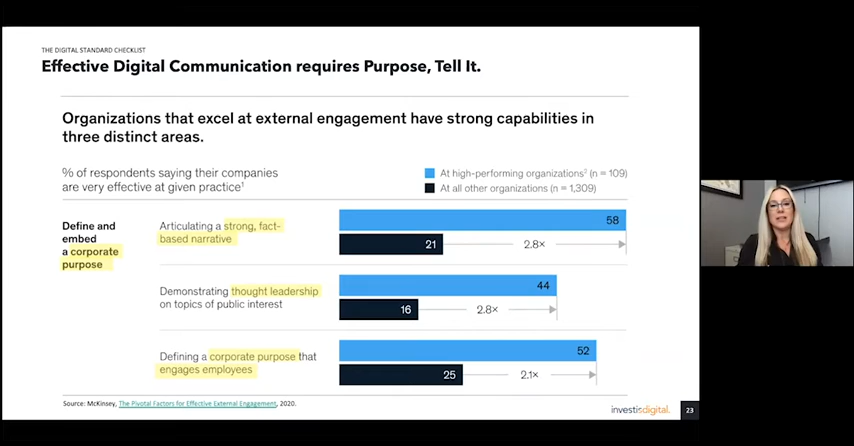 THE DIGITAL STANDARD CHECKLIST
Effective Digital Communication requires Purpose, Tell It.
Organizations that excel at external engagement have strong capabilities in
three distinct areas.
% of respondents saying their companies
are very effective at given practice¹
At high-performing organizations² (n = 109)
At all other organizations (n = 1,309)
Define and
embed
a corporate
purpose
Articulating a strong, fact-
based narrative
58
21
2.8×
Demonstrating thought leadership
on topics of public interest
44
16
2.8×
Defining a corporate purpose that
engages employees
52
25
2.1×
Source: McKinsey, The Pivotal Factors for Effective External Engagement, 2020.
investisdigital.
23